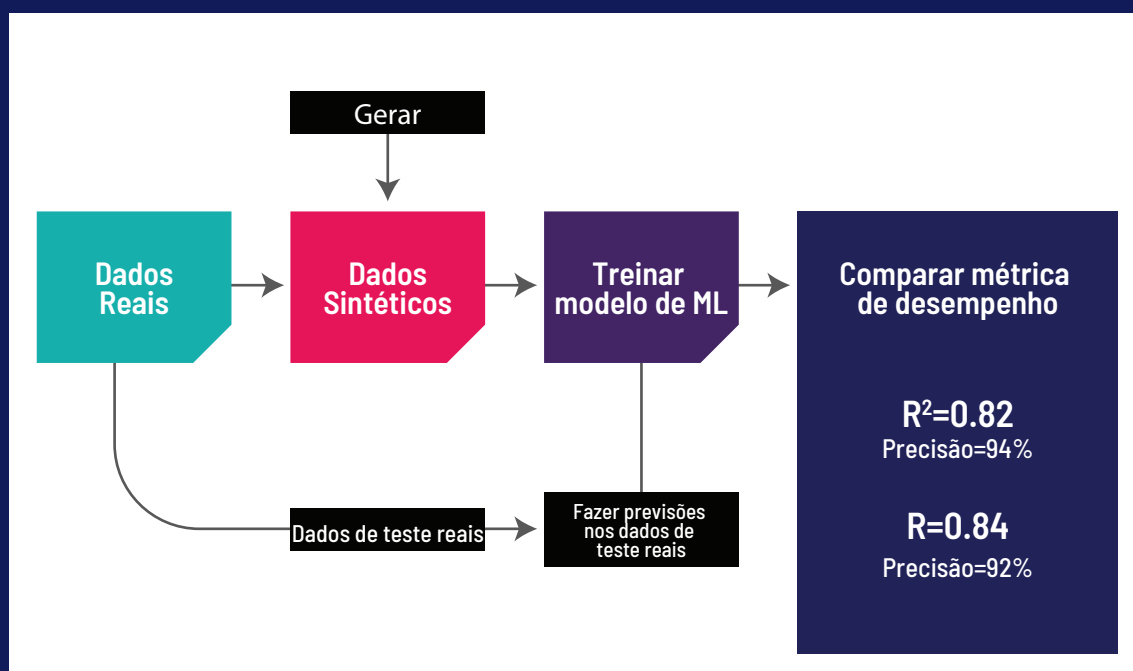 Gerar
Dados
Reais
Dados
Sintéticos
Treinar
modelo de ML
Comparar métrica
de desempenho
R²=0.82
Precisão=94%
R=0.84
Precisão=92%
Dados de teste reais
Fazer previsões
nos dados de
teste reais